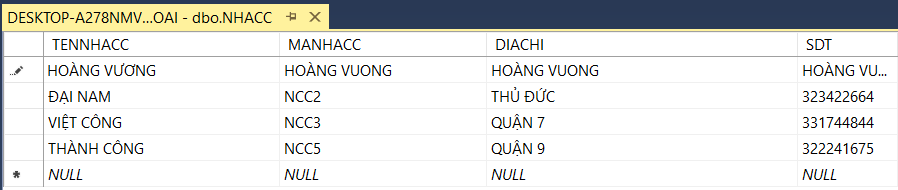 DESKTOP-A278NMV...OAI - dbo.NHACC
TENNHACC MANHACC DIACHI SDT
HOÀNG VƯƠNG HOÀNG VUONG HOÀNG VUONG HOÀNG VU...
ĐẠI NAM NCC2 THỦ ĐỨC 323422664
VIỆT CÔNG NCC3 QUẬN 7 331744844
THÀNH CÔNG NCC5 QUẬN 9 322241675
NULL NULL NULL NULL